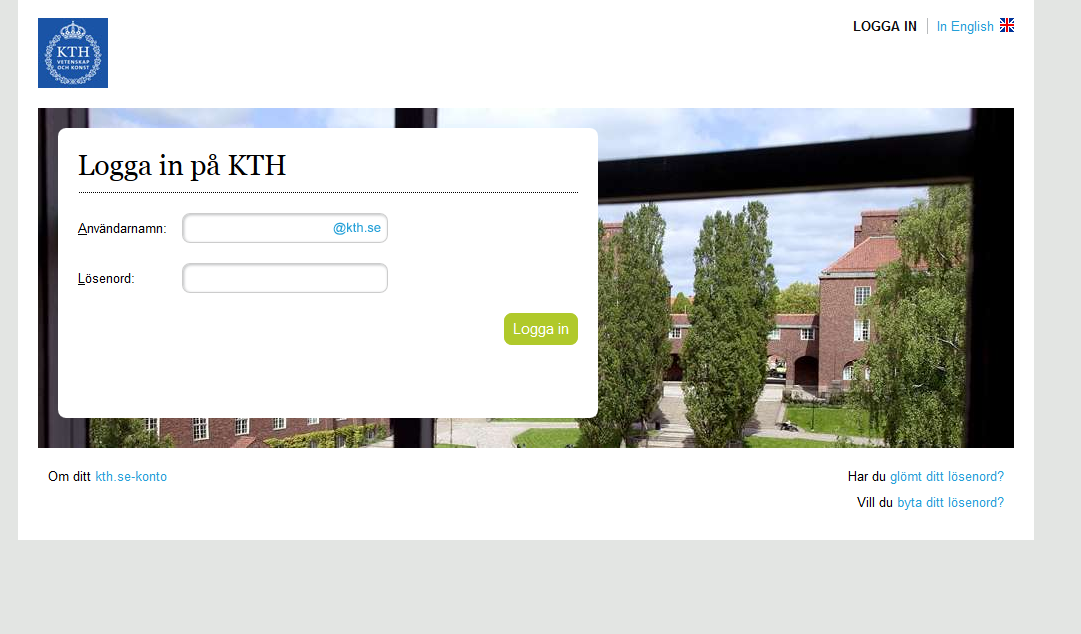 KTH
VETENSKAP
OCH KONST
LOGGA IN
In English
Logga in på KTH
Användarnamn:
@kth.se
Lösenord:
Logga in
Om ditt kth.se-konto
Har du glömt ditt lösenord?
Vill du byta ditt lösenord?